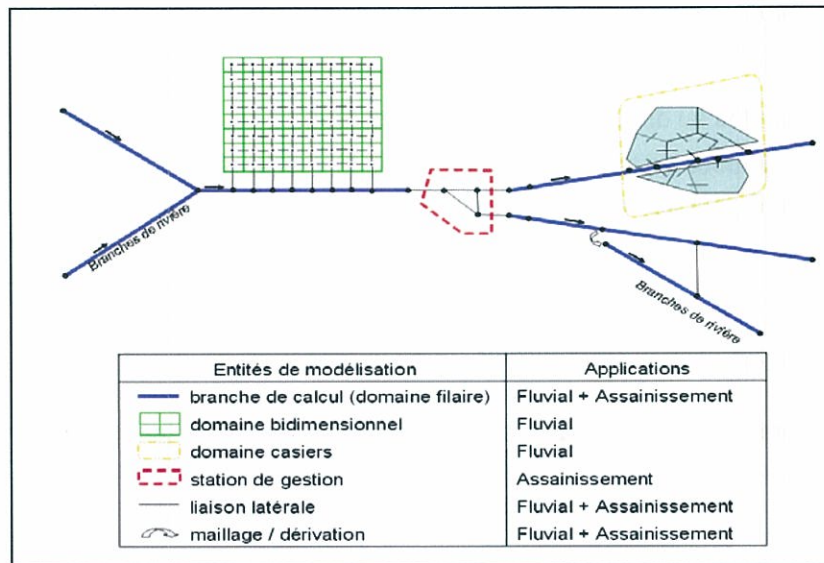 Branches de rivière
Branches de rivière
Entités de modélisation Applications
branche de calcul (domaine filaire) Fluvial + Assainissement
domaine bidimensionnel Fluvial
domaine casiers Fluvial
station de gestion Assainissement
liaison latérale Fluvial + Assainissement
maillage / dérivation Fluvial + Assainissement